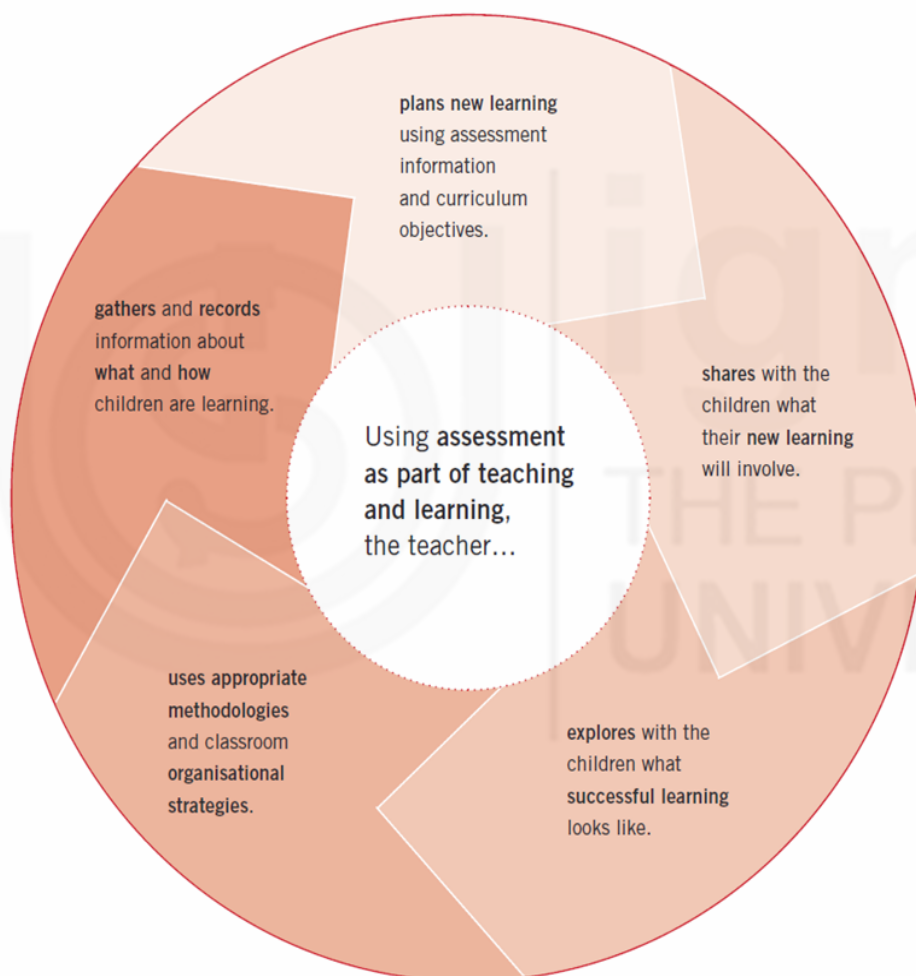 plans new learning
using assessment
information
and curriculum
objectives.
shares with the
children what
their new learning
will involve.
explores with the
children what
successful learning
looks like.
uses appropriate
methodologies
and classroom
organisational
strategies.
gathers and records
information about
what and how
children are learning.
Using assessment
as part of teaching
and learning,
the teacher...
THE P
UNIV